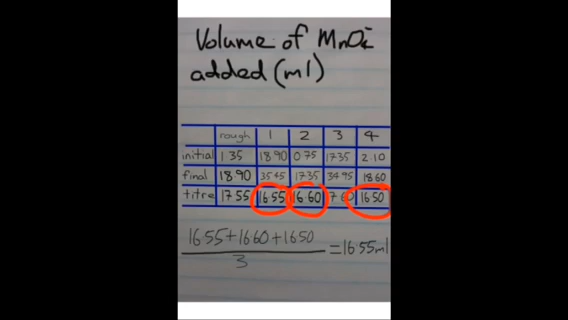 Volume of MnO₄⁻
added (ml)
rough 1 2 3 4
initial 1.35 18.90 0.75 17.35 2.10
final 18.90 35.45 17.35 34.95 18.60
titre 17.55 16.55 16.60 17.60 16.50
16.55+16.60+16.50
3
=16.55ml